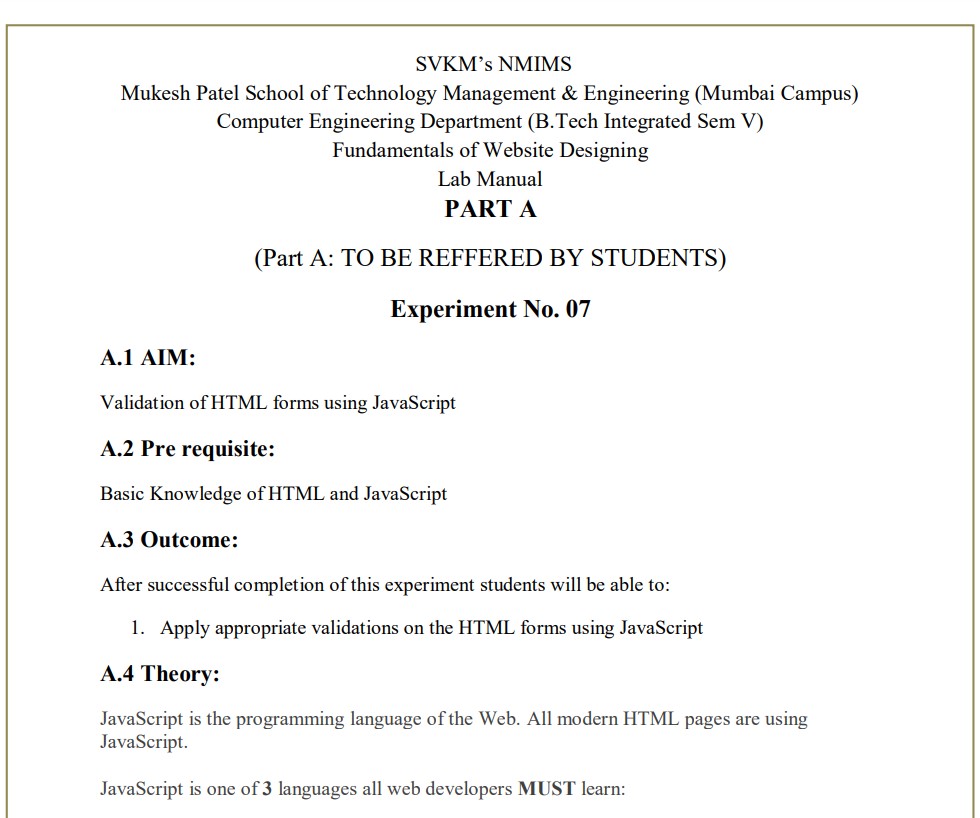 SVKM’s NMIMS
Mukesh Patel School of Technology Management & Engineering (Mumbai Campus)
Computer Engineering Department (B.Tech Integrated Sem V)
Fundamentals of Website Designing
Lab Manual
PART A
(Part A: TO BE REFFERED BY STUDENTS)
Experiment No. 07
A.1 AIM:
Validation of HTML forms using JavaScript
A.2 Pre requisite:
Basic Knowledge of HTML and JavaScript
A.3 Outcome:
After successful completion of this experiment students will be able to:
1. Apply appropriate validations on the HTML forms using JavaScript
A.4 Theory:
JavaScript is the programming language of the Web. All modern HTML pages are using
JavaScript.
JavaScript is one of 3 languages all web developers MUST learn: